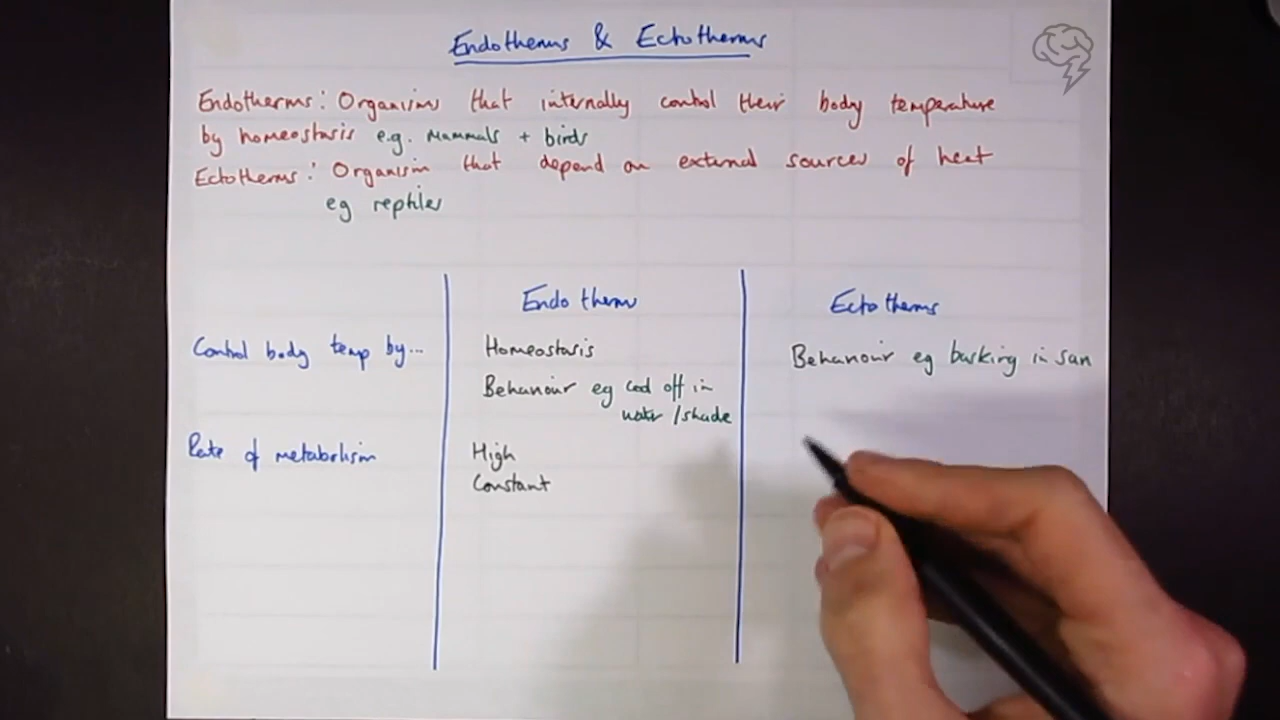 Endotherms & Ectotherms
Endotherms: Organisms that internally control their body temperature
by homeostasis e.g. Mammals + birds
Ectotherms: Organism that depend on external sources of heat
eg reptiles
Endotherms Ectotherms
Control body temp by... Homeostasis Behaviour eg basking in sun
Behaviour eg cool off in
water / shade
Rate of metabolism High
Constant